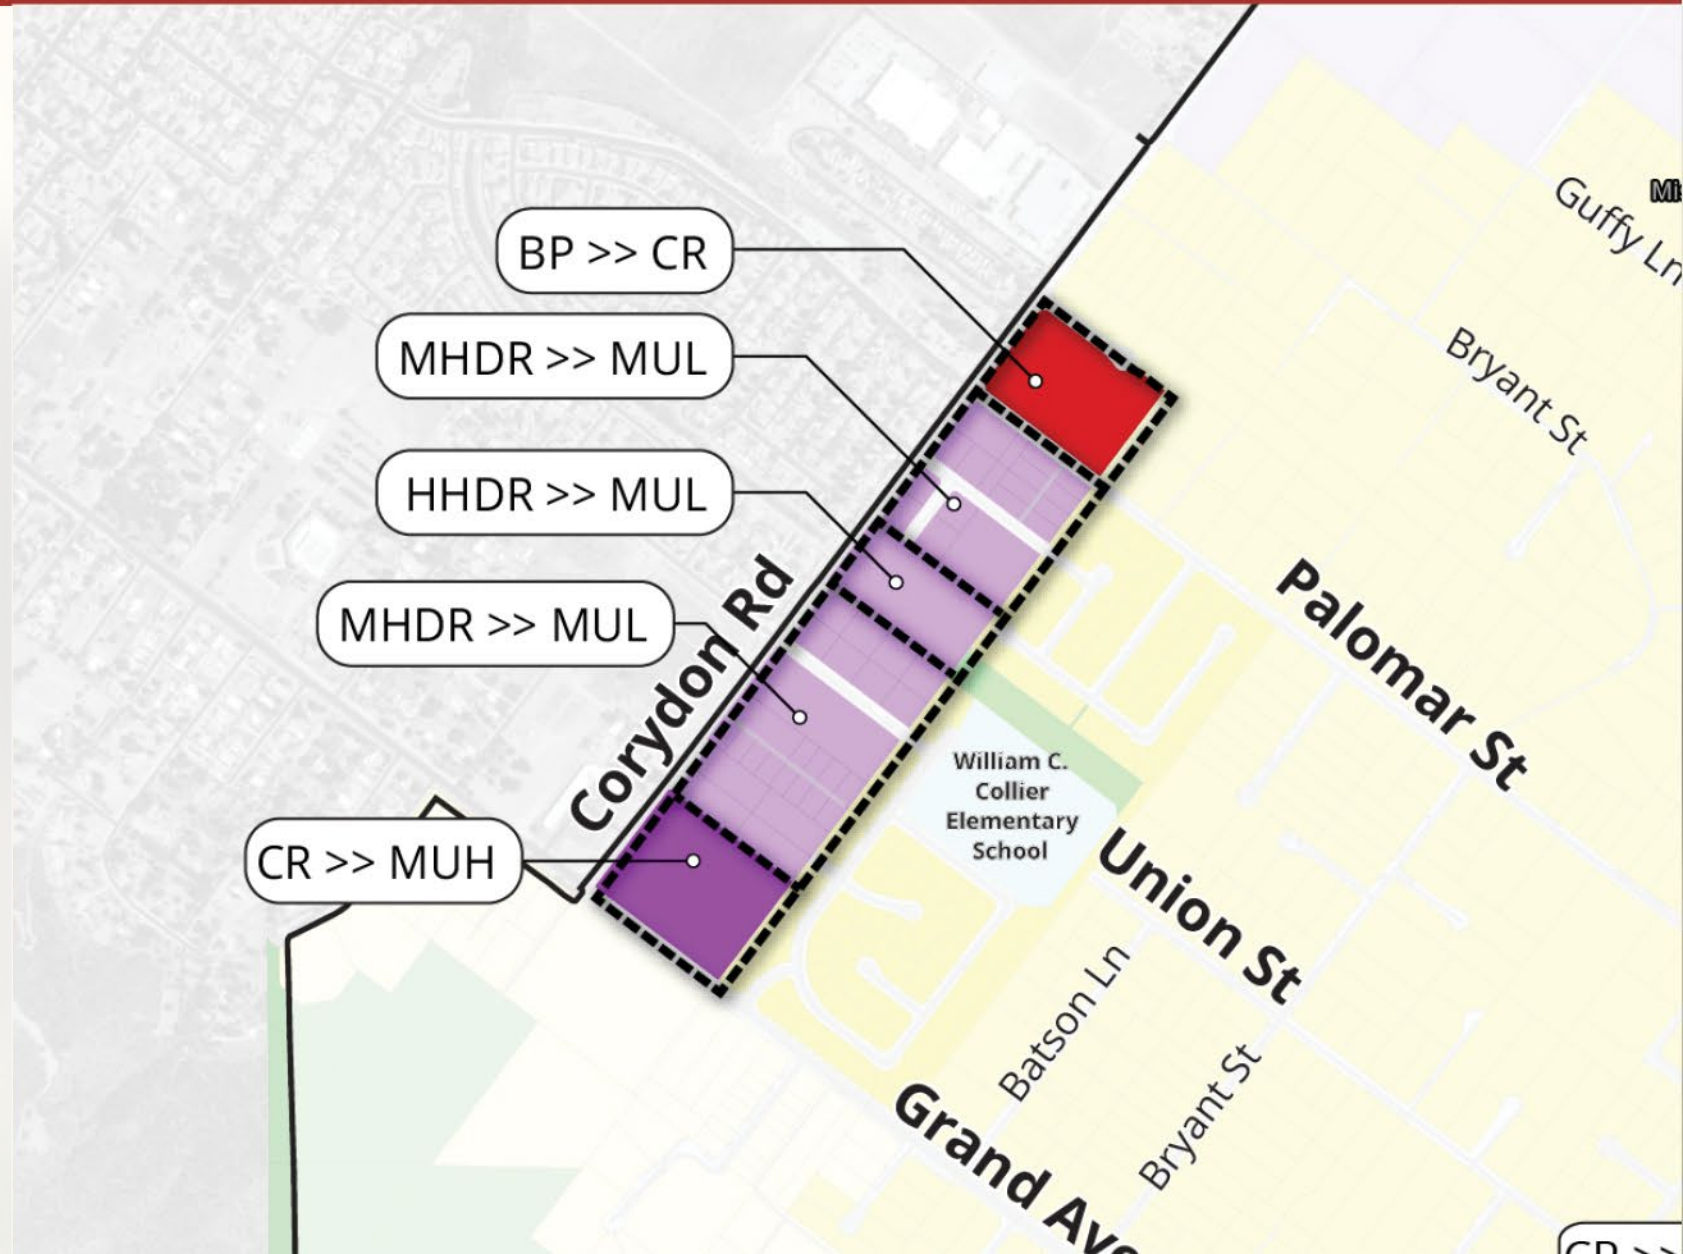 BP >> CR
MHDR >> MUL
HHDR >> MUL
MHDR >> MUL
CR >> MUH
Corydon Rd
Guffy Ln
Bryant St
Palomar St
William C.
Collier
Elementary
School
Union St
Batson Ln
Bryant St
Grand Ave
CR >>